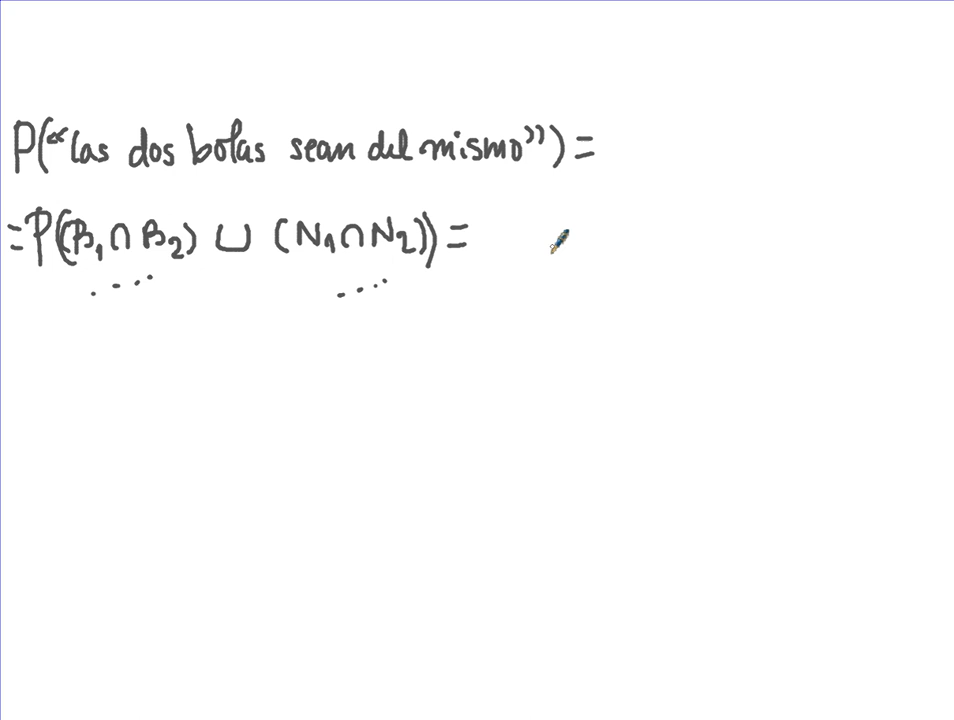 P(“las dos bolas sean del mismo”) =
= P((B₁ ∩ B₂) ∪ (N₁ ∩ N₂)) =